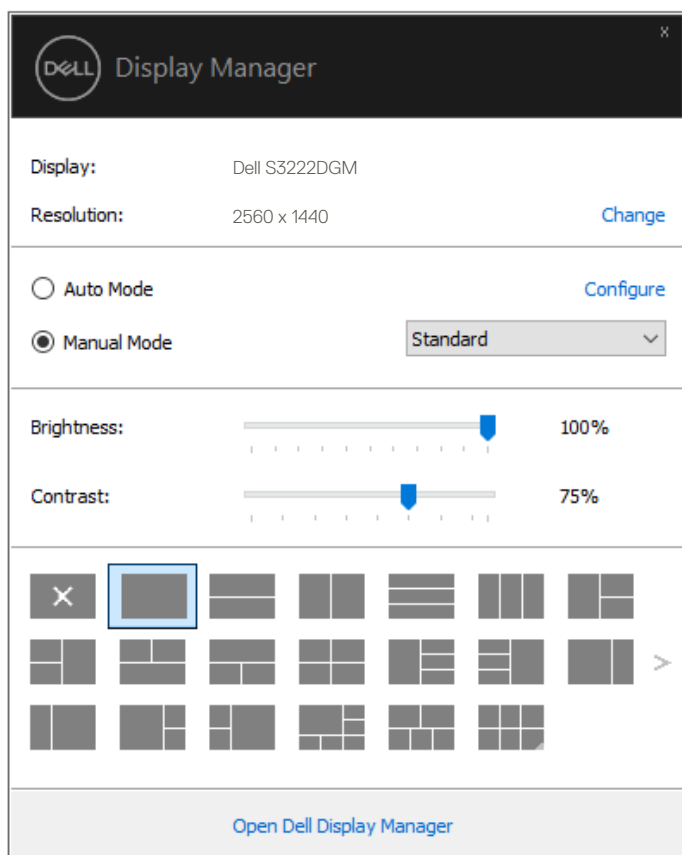 x
DELL Display Manager
Display: Dell S3222DGM
Resolution: 2560 x 1440 Change
Auto Mode Configure
Manual Mode Standard
Brightness: 100%
Contrast: 75%
Open Dell Display Manager